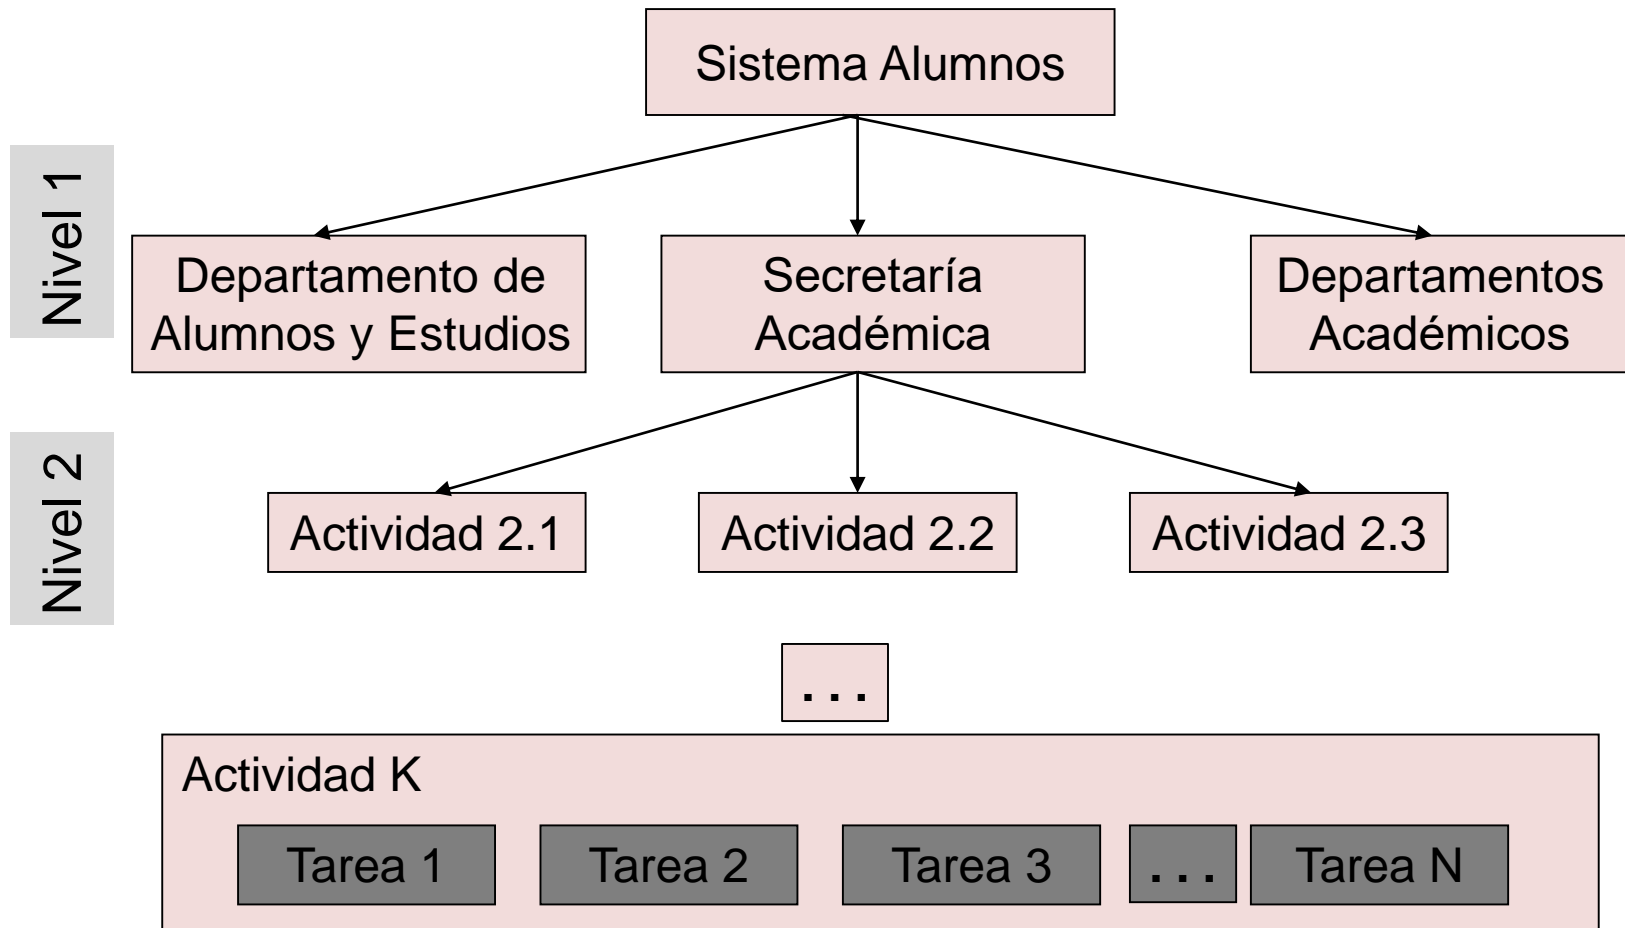 Sistema Alumnos
Nivel 1
Departamento de
Alumnos y Estudios
Secretaría
Académica
Departamentos
Académicos
Nivel 2
Actividad 2.1
Actividad 2.2
Actividad 2.3
. . .
Actividad K
Tarea 1
Tarea 2
Tarea 3
. . .
Tarea N